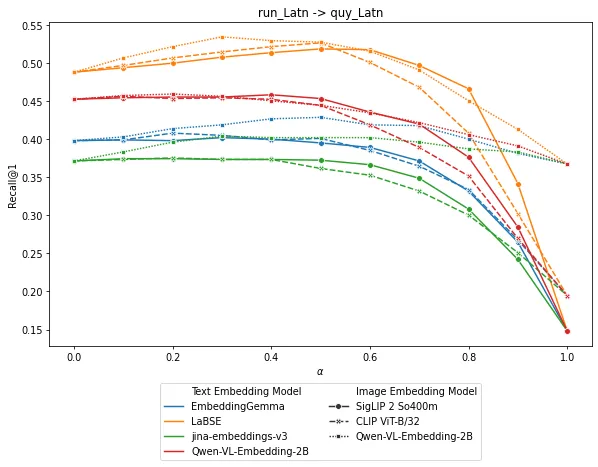 run_Latn -> quy_Latn
0.55
0.50
0.45
0.40
0.35
0.30
0.25
0.20
0.15
Recall@1
0.0 0.2 0.4 0.6 0.8 1.0
α
Text Embedding Model Image Embedding Model
EmbeddingGemma SigLIP 2 So400m
LaBSE CLIP ViT-B/32
jina-embeddings-v3 Qwen-VL-Embedding-2B
Qwen-VL-Embedding-2B